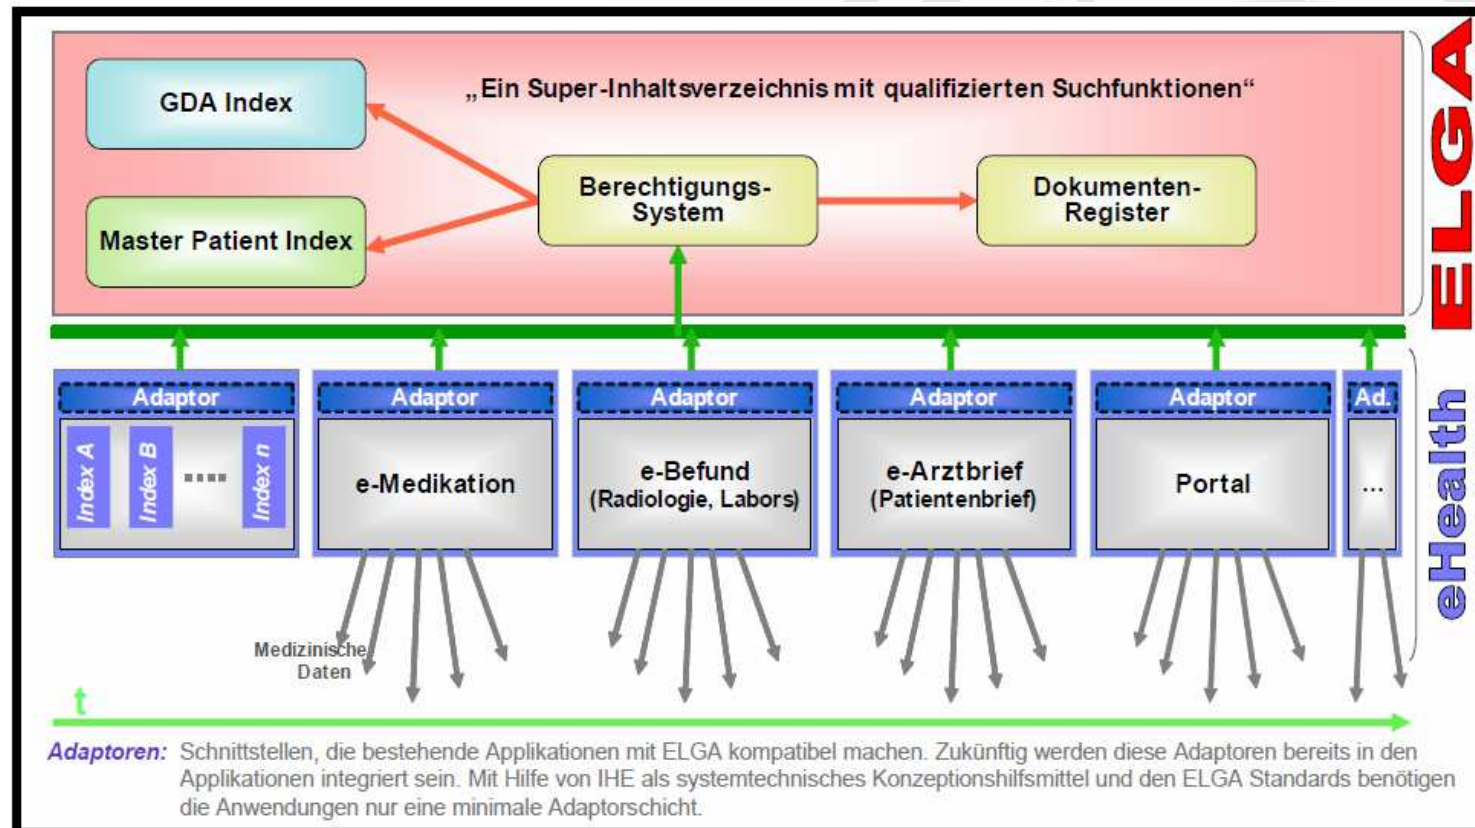 „Ein Super-Inhaltsverzeichnis mit qualifizierten Suchfunktionen“
GDA Index
Master Patient Index
Berechtigungs-
System
Dokumenten-
Register
ELGA
Adaptor
Index A
Index B
Index n
Adaptor
e-Medikation
Adaptor
e-Befund
(Radiologie, Labors)
Adaptor
e-Arztbrief
(Patientenbrief)
Adaptor
Portal
Ad.
...
eHealth
Medizinische
Daten
t
Adaptoren: Schnittstellen, die bestehende Applikationen mit ELGA kompatibel machen. Zukünftig werden diese Adaptoren bereits in den
Applikationen integriert sein. Mit Hilfe von IHE als systemtechnisches Konzeptionshilfsmittel und den ELGA Standards benötigen
die Anwendungen nur eine minimale Adaptorschicht.